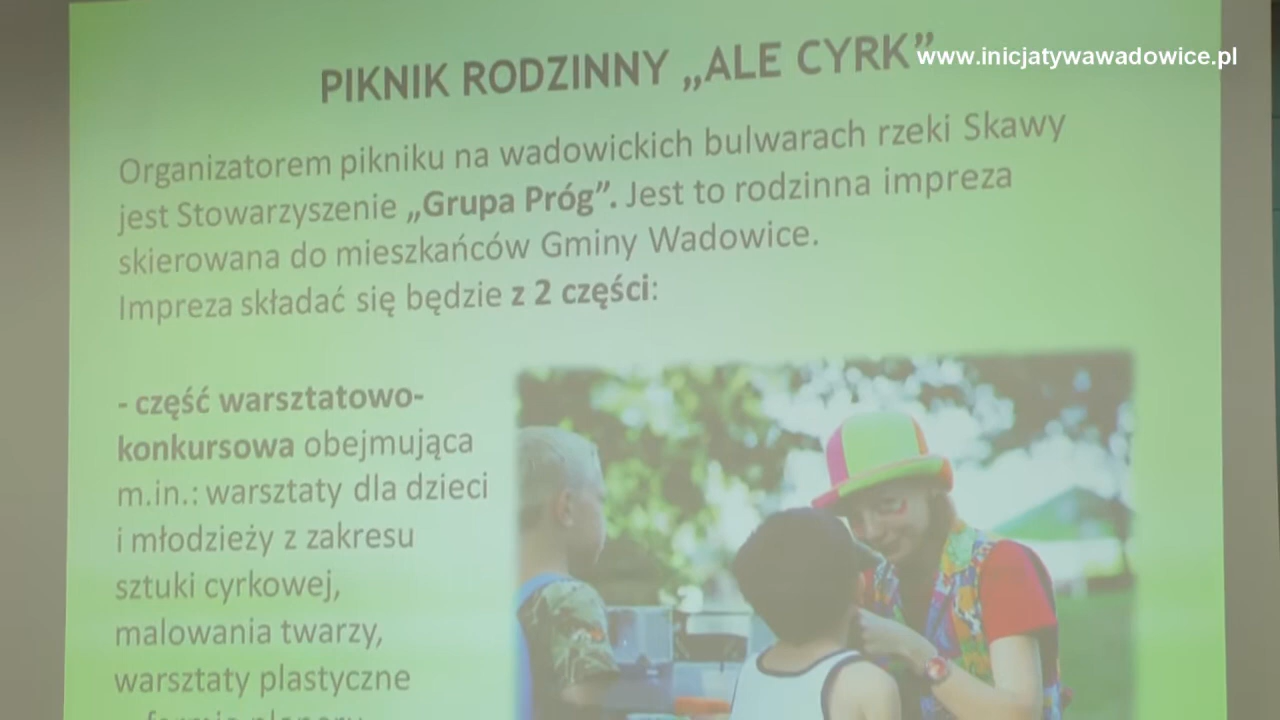 www.inicjatywawadowice.pl
PIKNIK RODZINNY „ALE CYRK”
Organizatorem pikniku na wadowickich bulwarach rzeki Skawy
jest Stowarzyszenie „Grupa Próg”. Jest to rodzinna impreza
skierowana do mieszkańców Gminy Wadowice.
Impreza składać się będzie z 2 części:
- część warsztatowo-
konkursowa obejmująca
m.in.: warsztaty dla dzieci
i młodzieży z zakresu
sztuki cyrkowej,
malowania twarzy,
warsztaty plastyczne